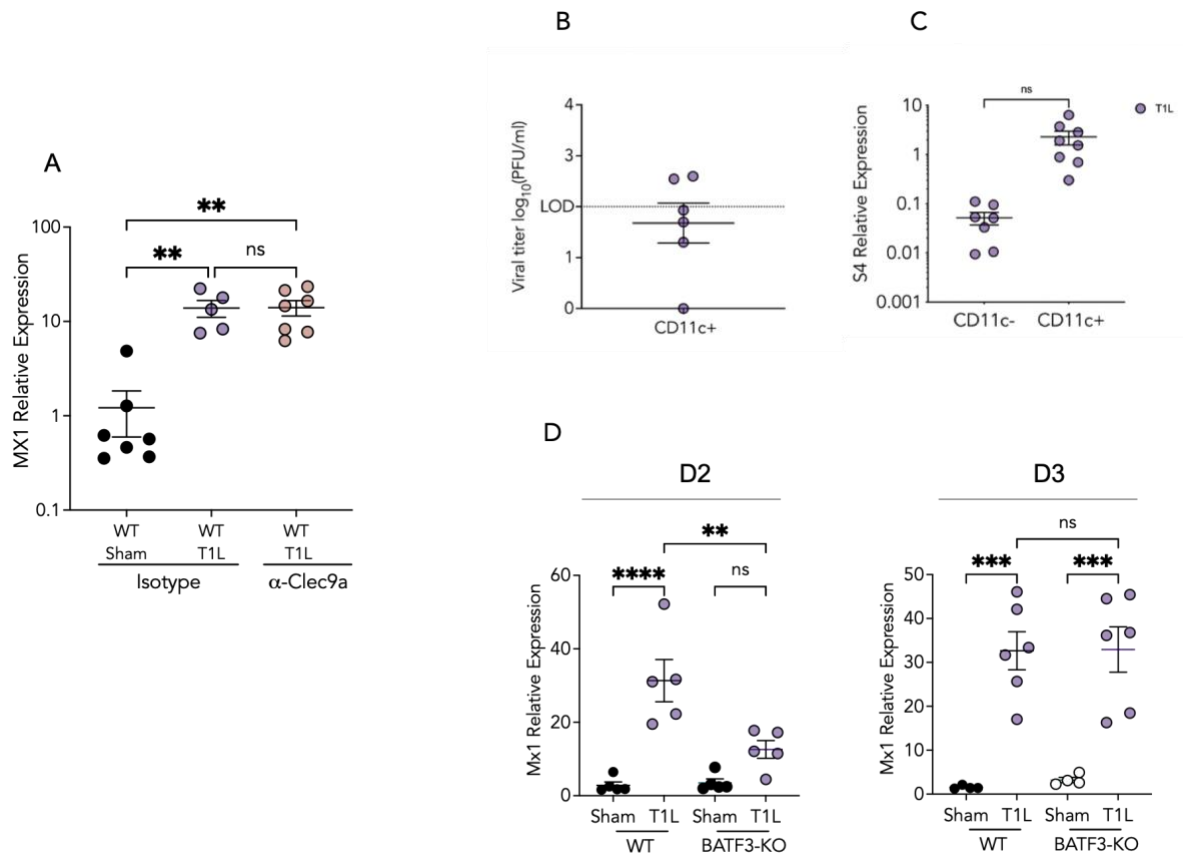 A
MX1 Relative Expression
100
10
1
0.1
** 
** ns
WT WT WT
Sham T1L T1L
Isotype α-Clec9a
B
Viral titer log10(PFU/ml)
4
3
LOD
1
0
CD11c+
C
S4 Relative Expression
10
1
0.1
0.01
0.001
ns
T1L
CD11c- CD11c+
D
D2
Mx1 Relative Expression
60
40
20
0
**
**** ns
Sham T1L Sham T1L
WT BATF3-KO
D3
Mx1 Relative Expression
50
40
30
20
10
0
ns
*** ***
Sham T1L Sham T1L
WT BATF3-KO